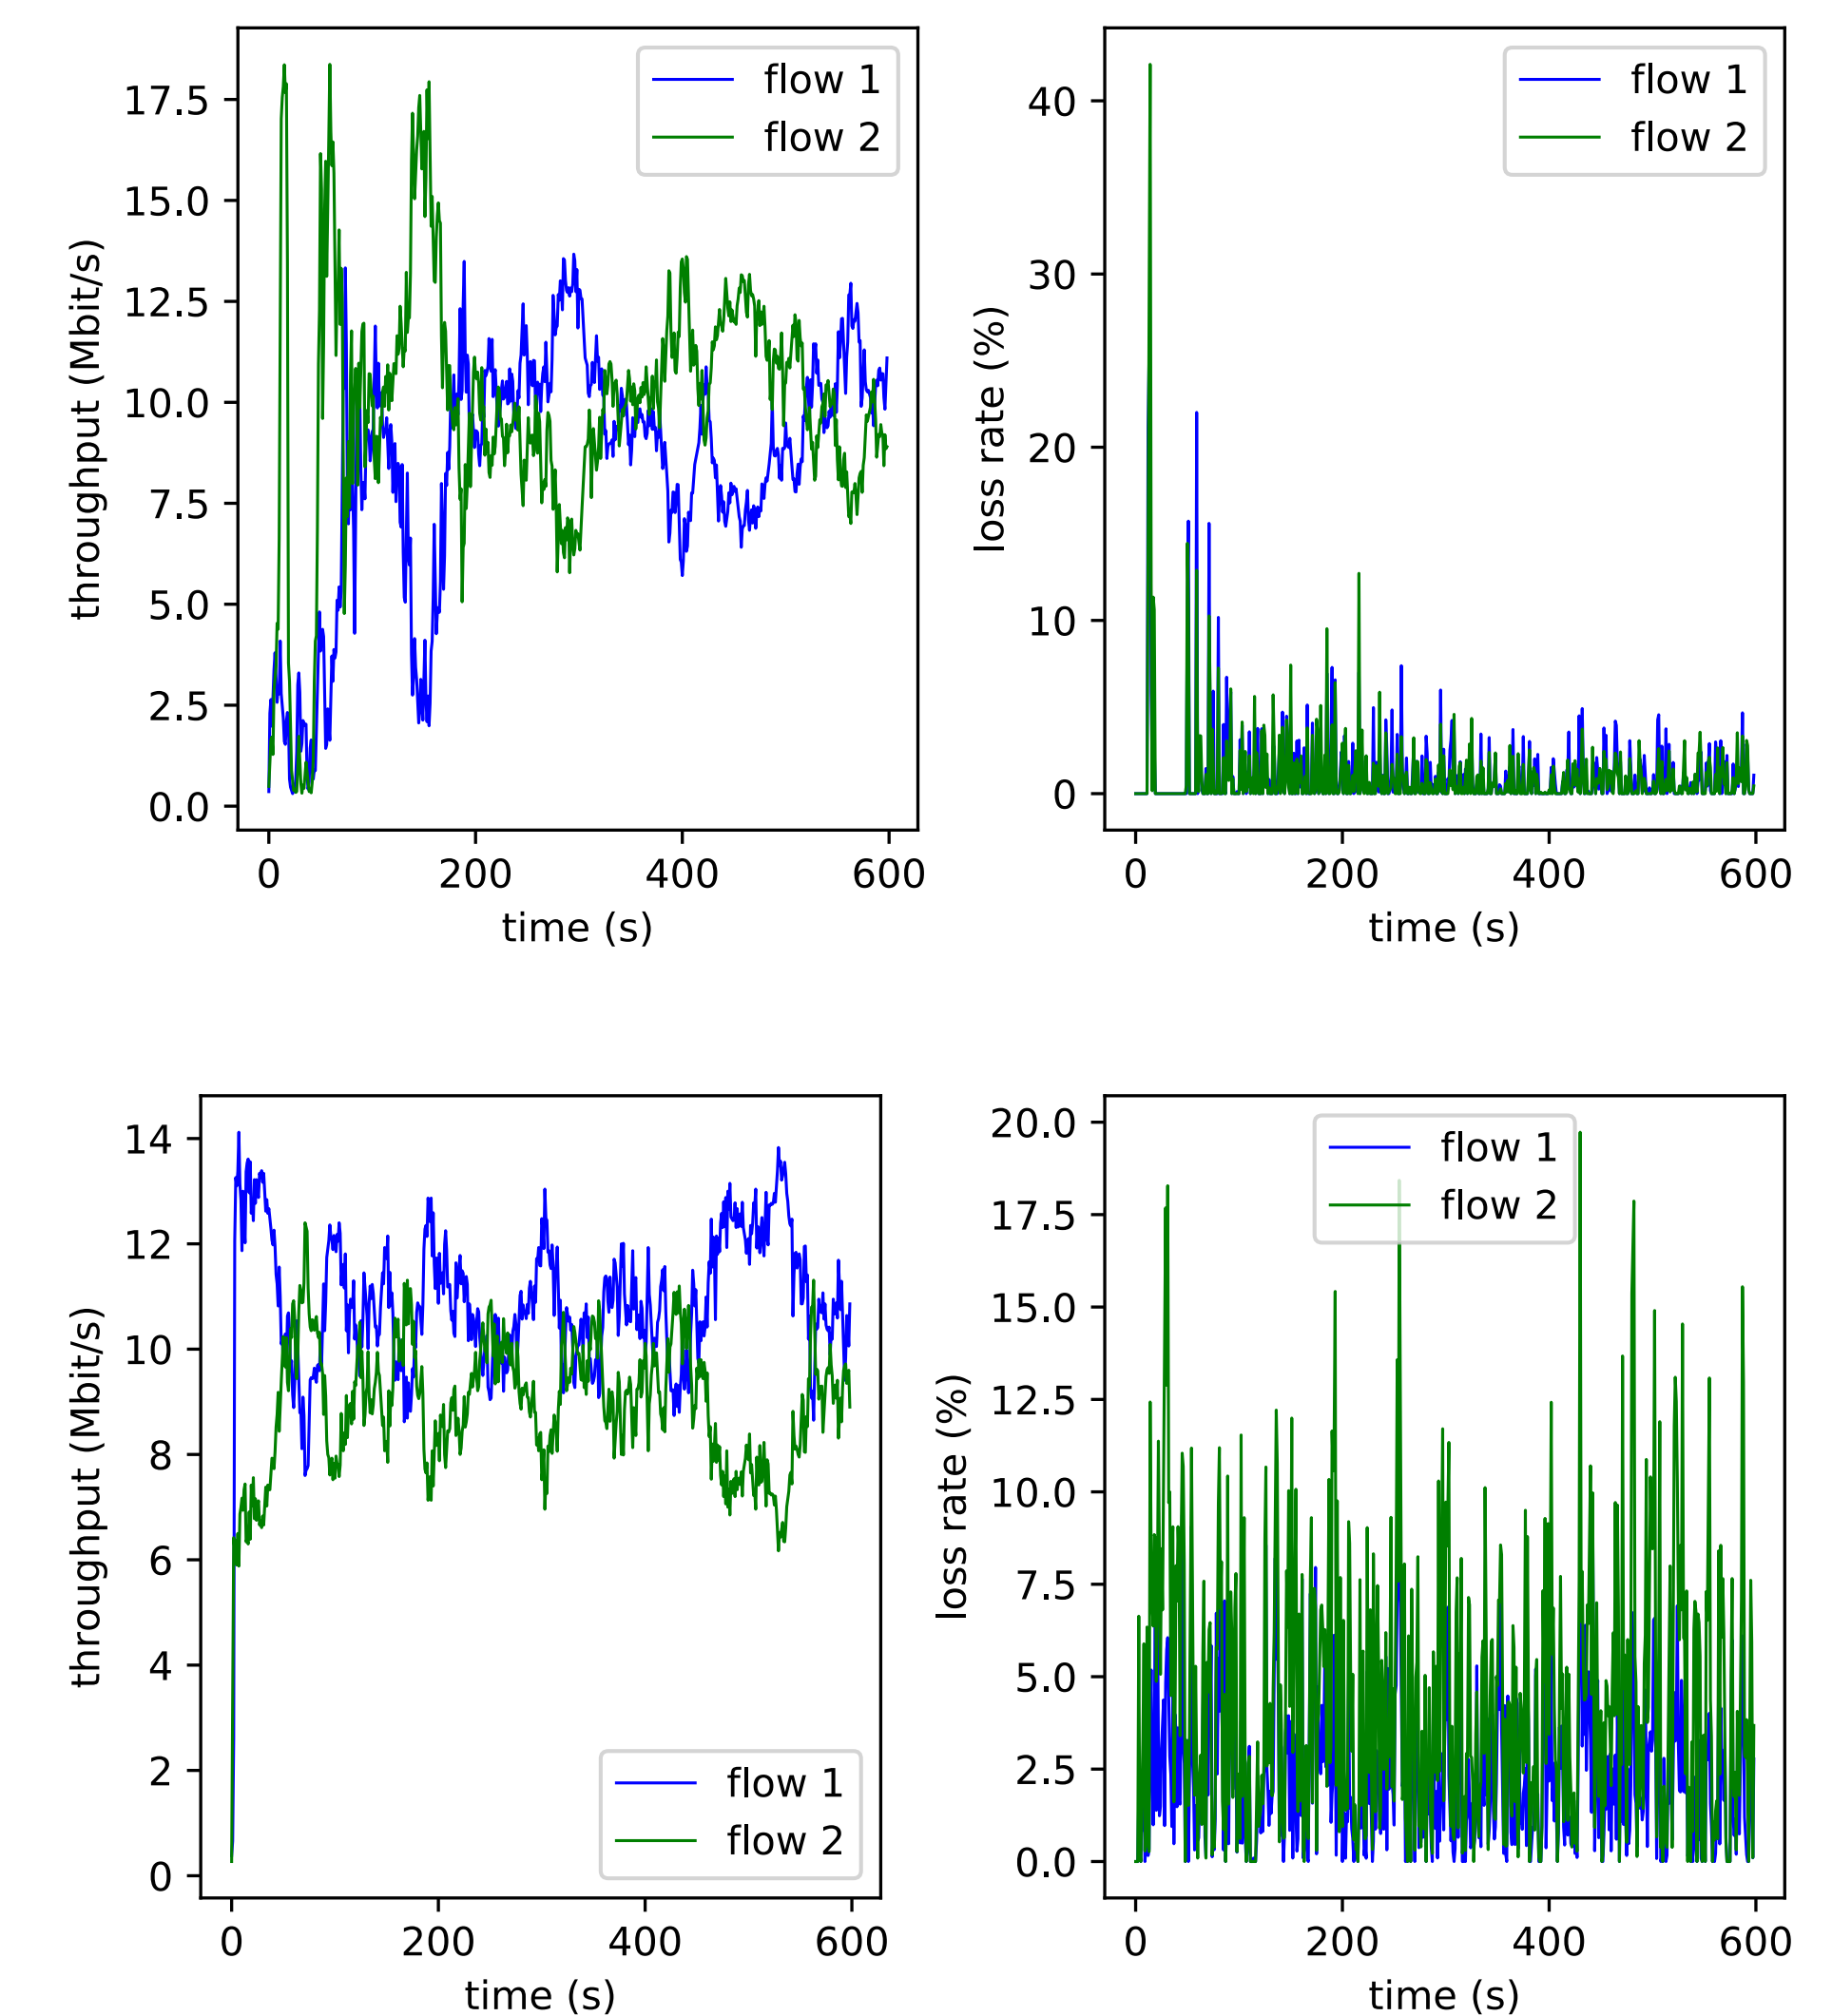 throughput (Mbit/s)
17.5
15.0
12.5
10.0
7.5
5.0
2.5
0.0
0 200 400 600
time (s)
flow 1
flow 2
loss rate (%)
40
30
20
10
0
0 200 400 600
time (s)
flow 1
flow 2
throughput (Mbit/s)
14
12
10
8
6
4
2
0
0 200 400 600
time (s)
flow 1
flow 2
loss rate (%)
20.0
17.5
15.0
12.5
10.0
7.5
5.0
2.5
0.0
0 200 400 600
time (s)
flow 1
flow 2